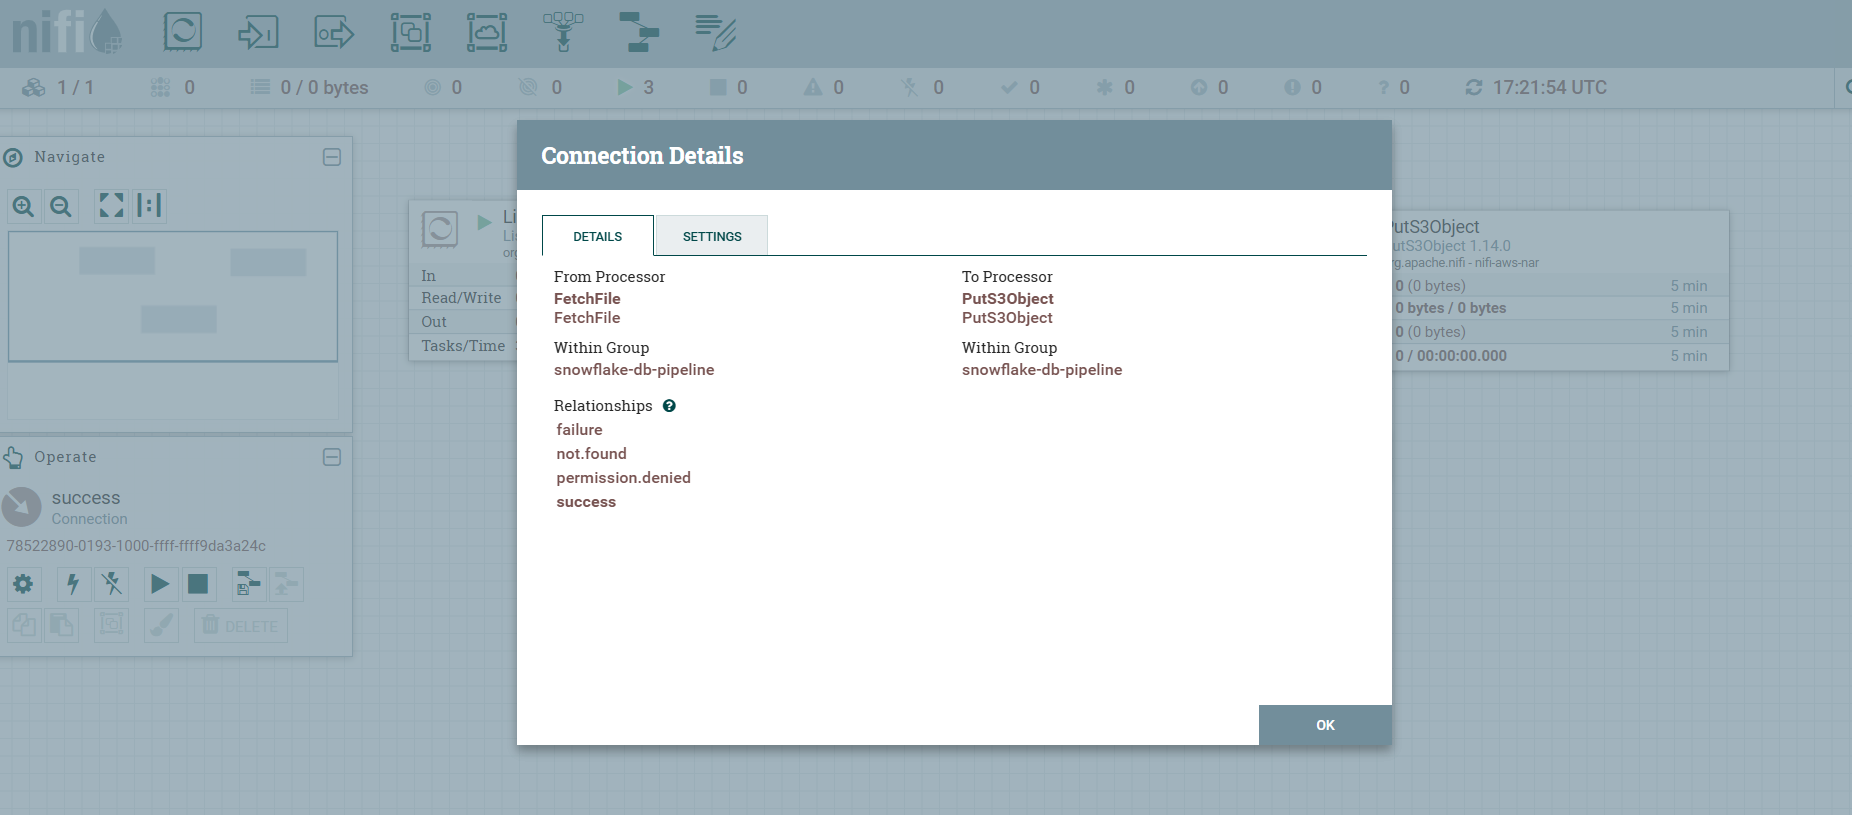 nifi
1 / 1 0 0 / 0 bytes 0 0 3 0 0 0 0 0 0 0 ? 0 17:21:54 UTC
Navigate
Operate
success
Connection
78522890-0193-1000-ffff-ffff9da3a24c
DELETE
Li
Lis
org
In
Read/Write
Out
Tasks/Time
Connection Details
DETAILS SETTINGS
From Processor
FetchFile
FetchFile
Within Group
snowflake-db-pipeline
Relationships ?
failure
not.found
permission.denied
success
To Processor
PutS3Object
PutS3Object
Within Group
snowflake-db-pipeline
OK
PutS3Object
PutS3Object 1.14.0
org.apache.nifi - nifi-aws-nar
0 (0 bytes) 5 min
0 bytes / 0 bytes 5 min
0 (0 bytes) 5 min
0 / 00:00:00.000 5 min